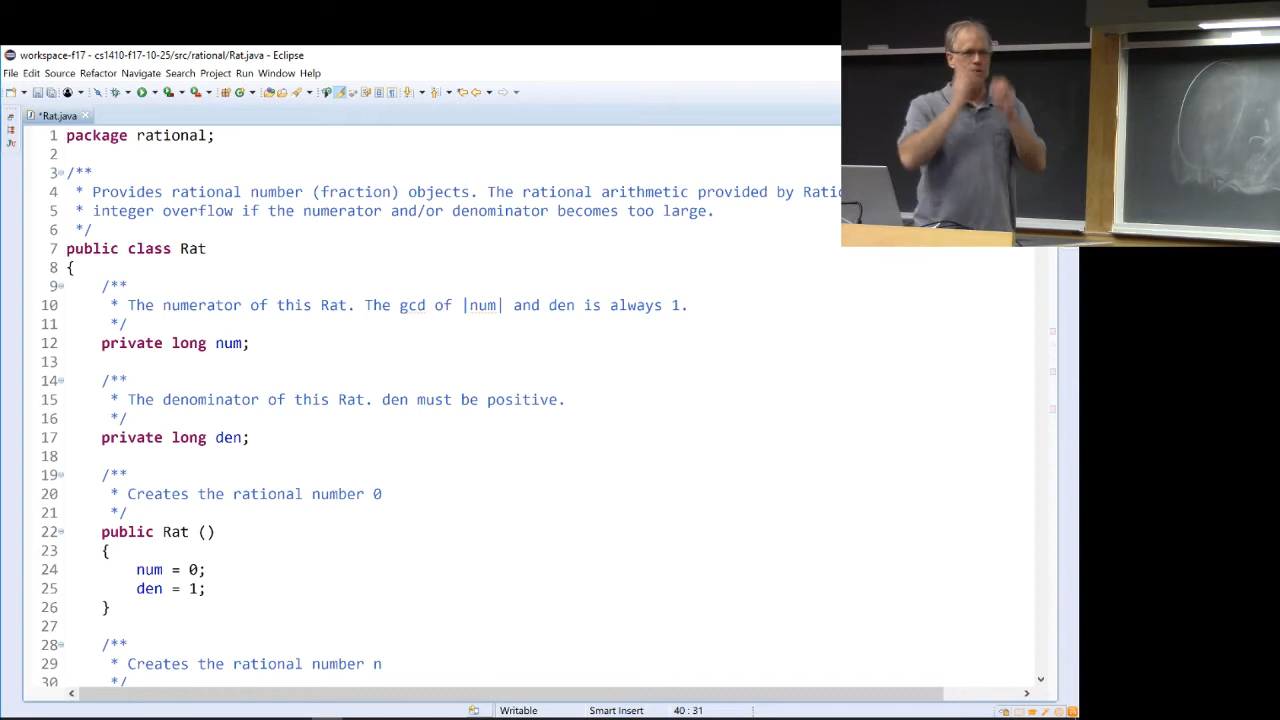 workspace-f17 - cs1410-f17-10-25/src/rational/Rat.java - Eclipse
File Edit Source Refactor Navigate Search Project Run Window Help
*Rat.java
1 package rational;
2
3 /**
4 * Provides rational number (fraction) objects. The rational arithmetic provided by Ratio
5 * integer overflow if the numerator and/or denominator becomes too large.
6 */
7 public class Rat
8 {
9 /**
10 * The numerator of this Rat. The gcd of |num| and den is always 1.
11 */
12 private long num;
13
14 /**
15 * The denominator of this Rat. den must be positive.
16 */
17 private long den;
18
19 /**
20 * Creates the rational number 0
21 */
22 public Rat ()
23 {
24 num = 0;
25 den = 1;
26 }
27
28 /**
29 * Creates the rational number n
30 */
Writable Smart Insert 40 : 31